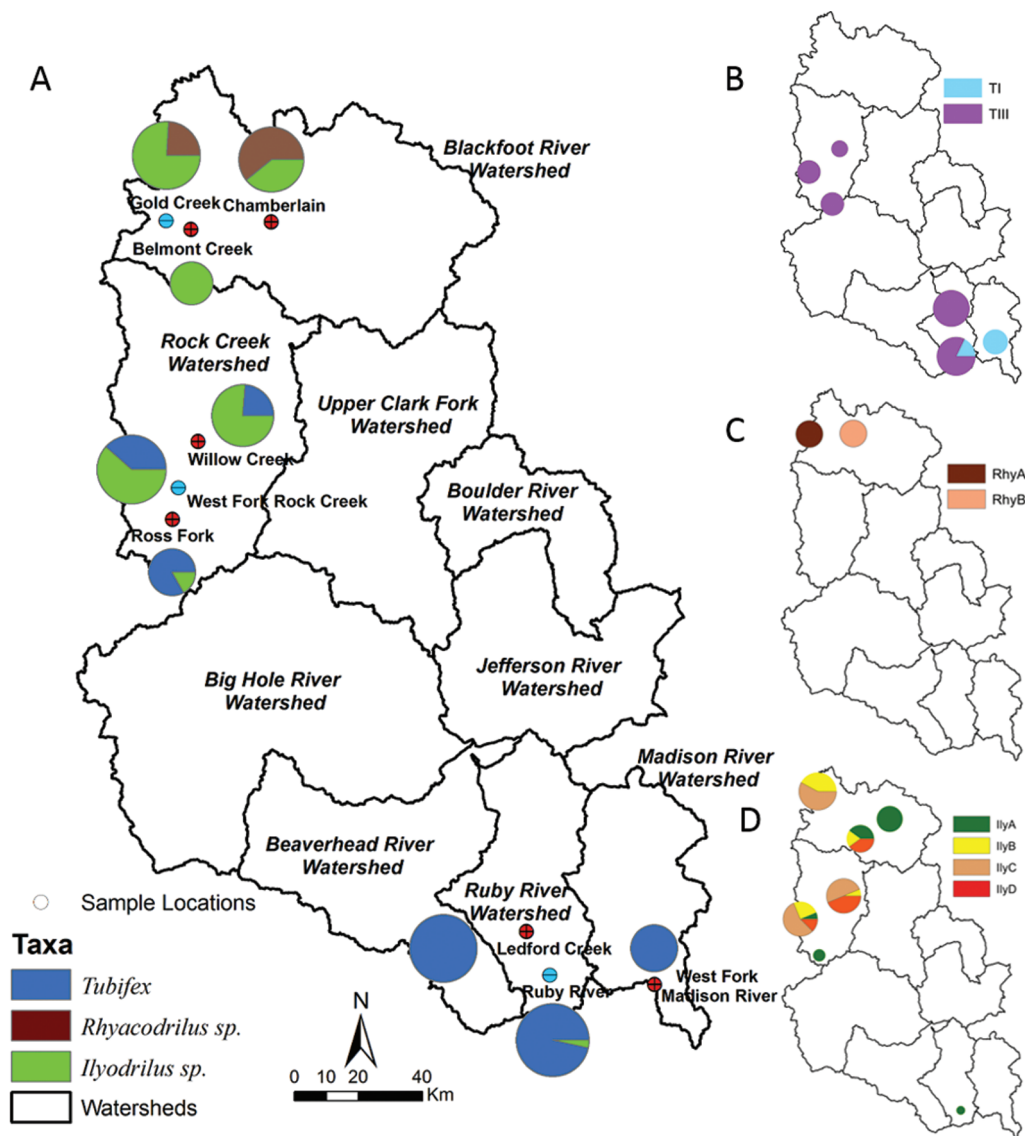 A
Blackfoot River
Watershed
Gold Creek
Chamberlain
Belmont Creek
Rock Creek
Watershed
Upper Clark Fork
Watershed
Willow Creek
West Fork Rock Creek
Ross Fork
Boulder River
Watershed
Big Hole River
Watershed
Jefferson River
Watershed
Madison River
Watershed
Beaverhead River
Watershed
Ruby River
Watershed
Ledford Creek
Ruby River
West Fork
Madison River
Sample Locations
Taxa
Tubifex
Rhyacodrilus sp.
Ilyodrilus sp.
Watersheds
N
0 10 20 40
Km
B
TI
TIII
C
RhyA
RhyB
D
IlyA
IlyB
IlyC
IlyD